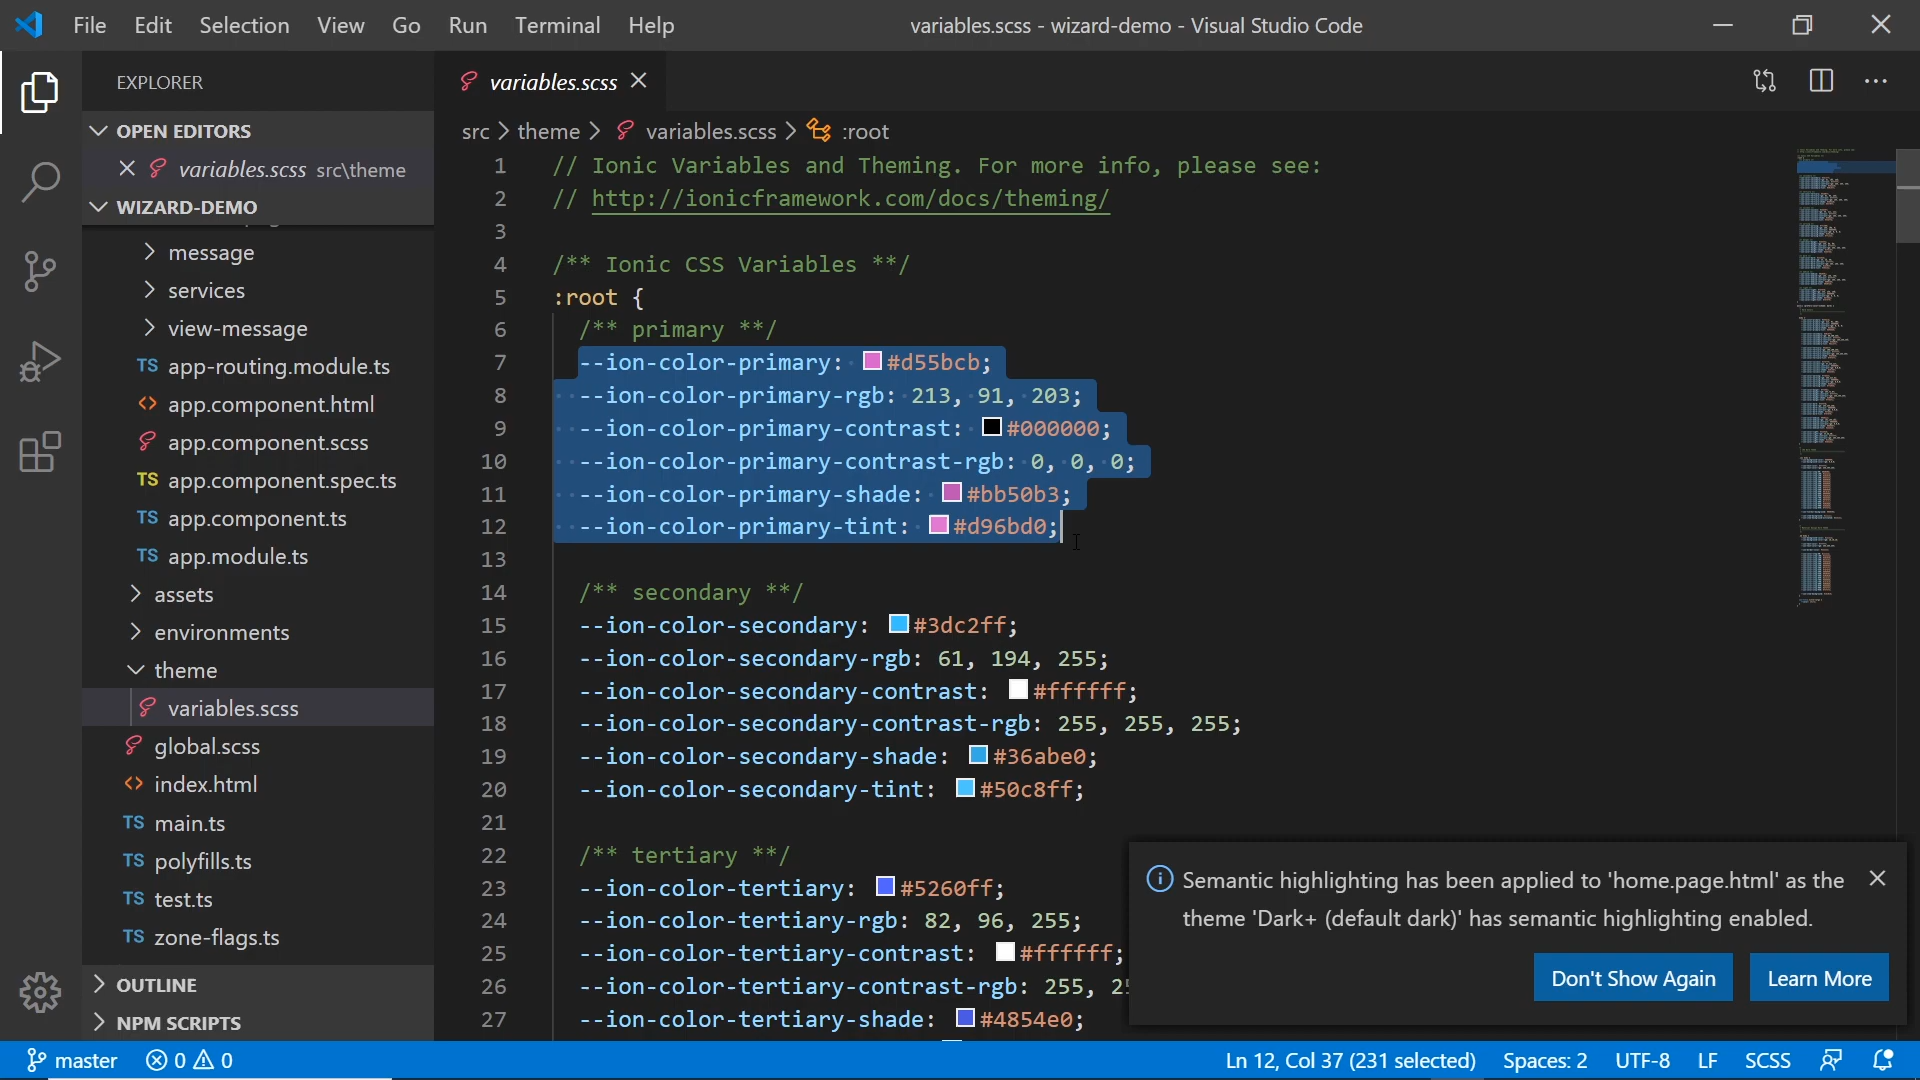 File Edit Selection View Go Run Terminal Help
variables.scss - wizard-demo - Visual Studio Code
EXPLORER
OPEN EDITORS
variables.scss src\theme
WIZARD-DEMO
message
services
view-message
TS app-routing.module.ts
<> app.component.html
app.component.scss
TS app.component.spec.ts
TS app.component.ts
TS app.module.ts
assets
environments
theme
variables.scss
global.scss
<> index.html
TS main.ts
TS polyfills.ts
TS test.ts
TS zone-flags.ts
OUTLINE
NPM SCRIPTS
variables.scss
src > theme > variables.scss > :root
1 // Ionic Variables and Theming. For more info, please see:
2 // http://ionicframework.com/docs/theming/
3
4 /** Ionic CSS Variables **/
5 :root {
6 /** primary **/
7 --ion-color-primary: #d55bcb;
8 --ion-color-primary-rgb: 213, 91, 203;
9 --ion-color-primary-contrast: #000000;
10 --ion-color-primary-contrast-rgb: 0, 0, 0;
11 --ion-color-primary-shade: #bb50b3;
12 --ion-color-primary-tint: #d96bd0;
13
14 /** secondary **/
15 --ion-color-secondary: #3dc2ff;
16 --ion-color-secondary-rgb: 61, 194, 255;
17 --ion-color-secondary-contrast: #ffffff;
18 --ion-color-secondary-contrast-rgb: 255, 255, 255;
19 --ion-color-secondary-shade: #36abe0;
20 --ion-color-secondary-tint: #50c8ff;
21
22 /** tertiary **/
23 --ion-color-tertiary: #5260ff;
24 --ion-color-tertiary-rgb: 82, 96, 255;
25 --ion-color-tertiary-contrast: #ffffff;
26 --ion-color-tertiary-contrast-rgb: 255,
27 --ion-color-tertiary-shade: #4854e0;
Semantic highlighting has been applied to 'home.page.html' as the
theme 'Dark+ (default dark)' has semantic highlighting enabled.
Don't Show Again
Learn More
master 0 0
Ln 12, Col 37 (231 selected) Spaces: 2 UTF-8 LF SCSS